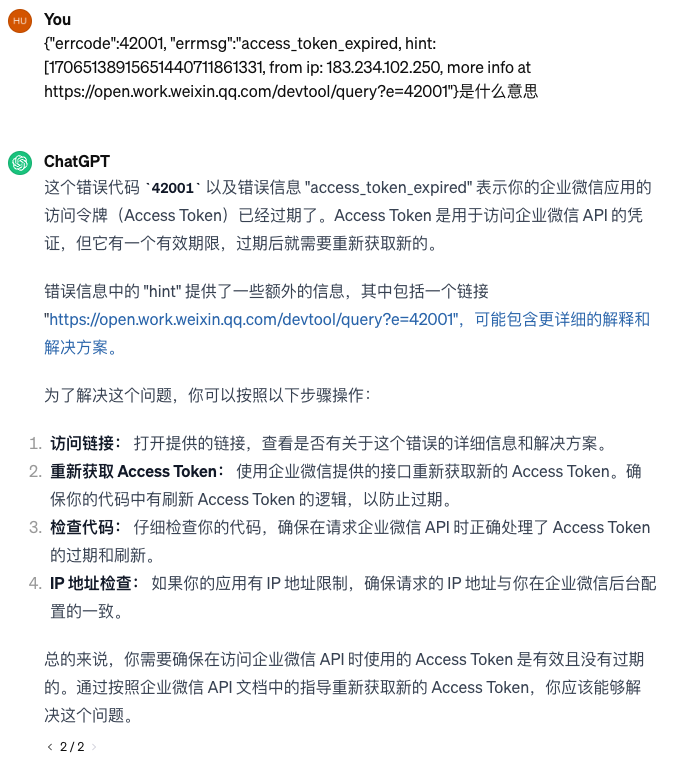 HU
You
{"errcode":42001, "errmsg":"access_token_expired, hint:
[1706513891565144071186​1331, from ip: 183.234.102.250, more info at
https://open.work.weixin.qq.com/devtool/query?e=42001"}是什么意思
ChatGPT
这个错误代码 `42001` 以及错误信息 "access_token_expired" 表示你的企业微信应用的
访问令牌（Access Token）已经过期了。Access Token 是用于访问企业微信 API 的凭
证，但它有一个有效期限，过期后就需要重新获取新的。
错误信息中的 "hint" 提供了一些额外的信息，其中包括一个链接
"https://open.work.weixin.qq.com/devtool/query?e=42001"，可能包含更详细的解释和
解决方案。
为了解决这个问题，你可以按照以下步骤操作：
1. 访问链接： 打开提供的链接，查看是否有关于这个错误的详细信息和解决方案。
2. 重新获取 Access Token： 使用企业微信提供的接口重新获取新的 Access Token。确
保你的代码中有刷新 Access Token 的逻辑，以防止过期。
3. 检查代码： 仔细检查你的代码，确保在请求企业微信 API 时正确处理了 Access Token
的过期和刷新。
4. IP 地址检查： 如果你的应用有 IP 地址限制，确保请求的 IP 地址与你在企业微信后台配
置的一致。
总的来说，你需要确保在访问企业微信 API 时使用的 Access Token 是有效且没有过期
的。通过按照企业微信 API 文档中的指导重新获取新的 Access Token，你应该能够解
决这个问题。
< 2 / 2 >